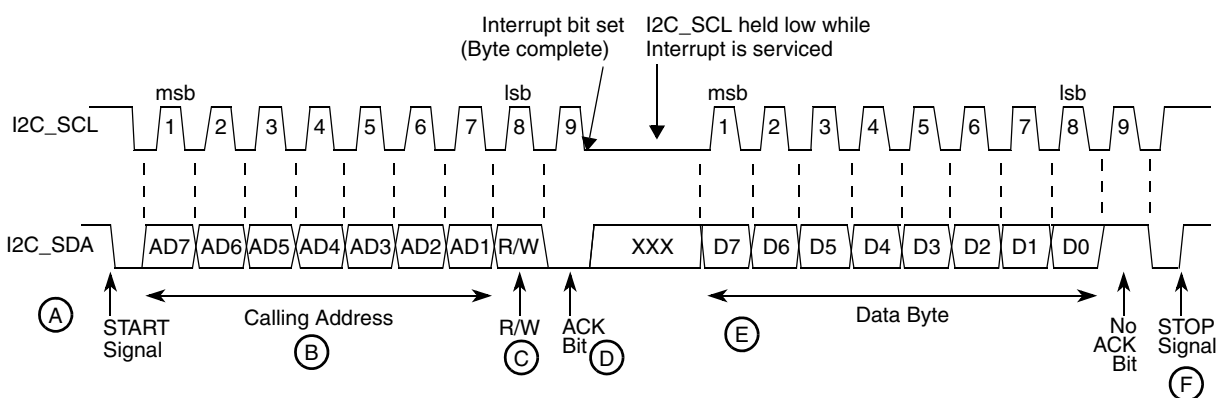 Interrupt bit set
(Byte complete)
I2C_SCL held low while
Interrupt is serviced
msb
lsb
msb
lsb
I2C_SCL
1 2 3 4 5 6 7 8 9
1 2 3 4 5 6 7 8 9
I2C_SDA
AD7 AD6 AD5 AD4 AD3 AD2 AD1 R/W
XXX
D7 D6 D5 D4 D3 D2 D1 D0
A
START
Signal
Calling Address
B
R/W
C
ACK
Bit
D
E
Data Byte
No
ACK
Bit
STOP
Signal
F